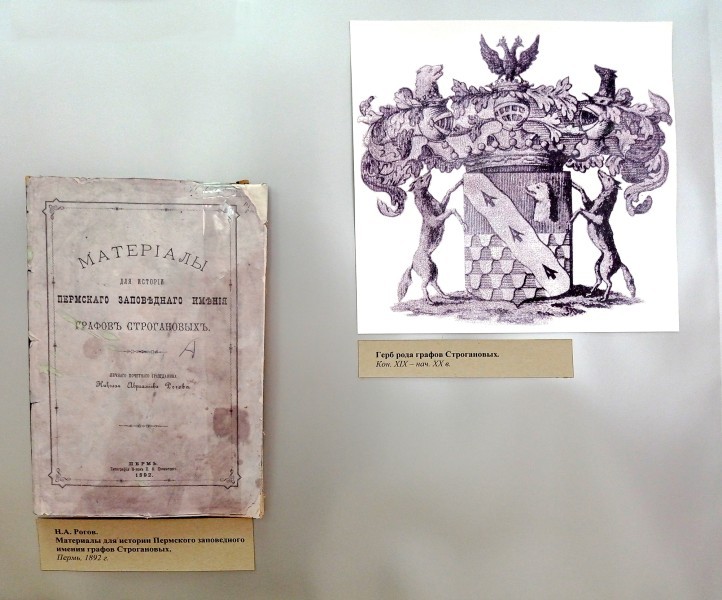 МАТЕРІАЛЫ
ДЛЯ ИСТОРІИ
ПЕРМСКАГО ЗАПОВѢДНАГО ИМѢНІЯ
ГРАФОВЪ СТРОГАНОВЫХЪ.
ПЕРМЬ.
1892.
Н.А. Рогов.
Материалы для истории Пермского заповедного
имения графов Строгановых.
Пермь, 1892 г.
Герб рода графов Строгановых.
Кон. XIX – нач. XX в.